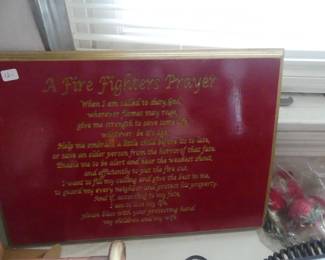 A Fire Fighters Prayer
When I am called to duty, God,
wherever flames may rage,
give me strength to save some life
whatever be its age.
Help me embrace a little child before its to late,
or save an older person from the horror of that fate.
Enable me to be alert and hear the weakest shout,
and efficiently to put the fire out.
I want to fill my calling and give the best in me,
to guard my every neighbor and protect his property.
And if, according to my fate,
I am to lose my life,
please bless with your protecting hand
my children and my wife.